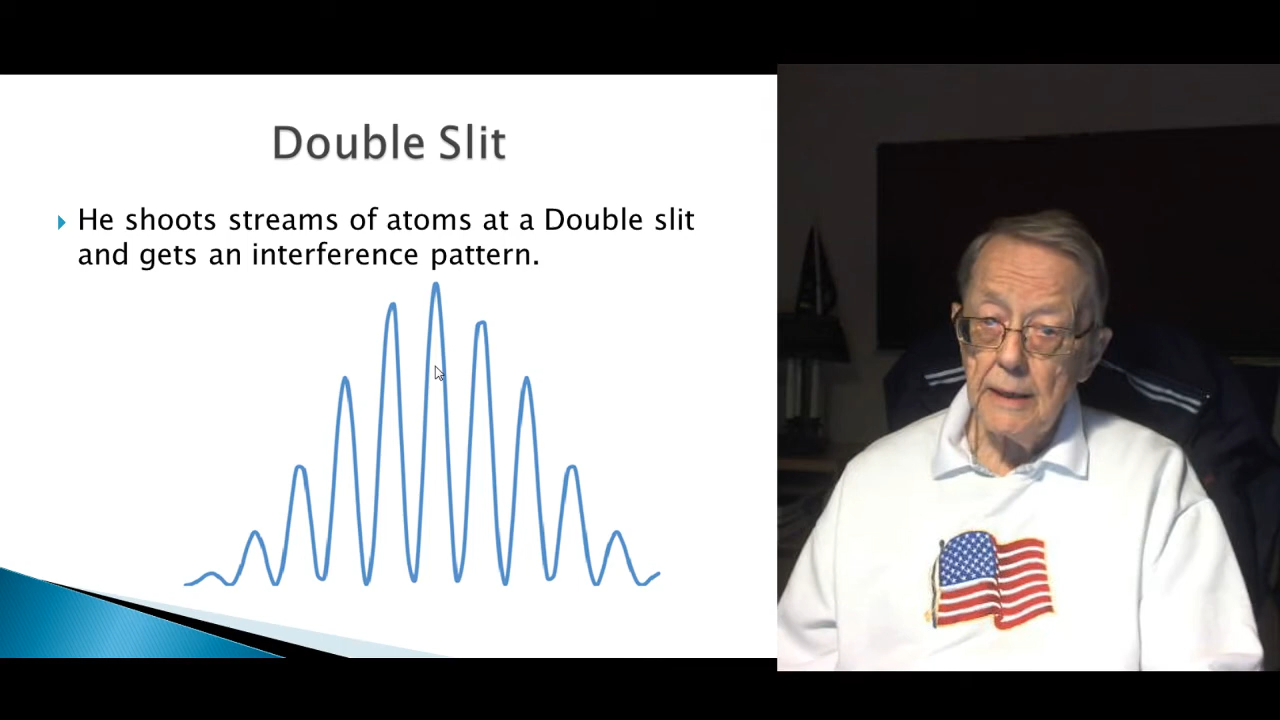 Double Slit
He shoots streams of atoms at a Double slit
and gets an interference pattern.